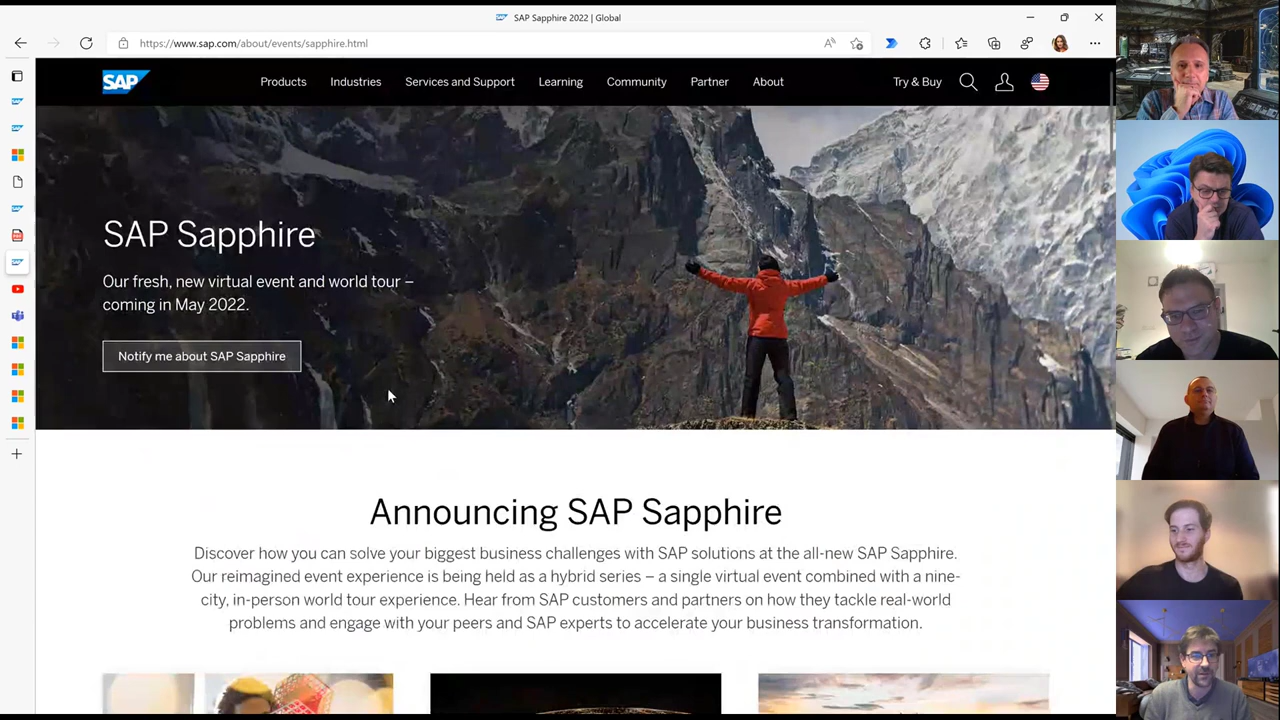 SAP Sapphire 2022 | Global
https://www.sap.com/about/events/sapphire.html
SAP
Products Industries Services and Support Learning Community Partner About Try & Buy
SAP Sapphire
Our fresh, new virtual event and world tour –
coming in May 2022.
Notify me about SAP Sapphire
Announcing SAP Sapphire
Discover how you can solve your biggest business challenges with SAP solutions at the all-new SAP Sapphire.
Our reimagined event experience is being held as a hybrid series – a single virtual event combined with a nine-
city, in-person world tour experience. Hear from SAP customers and partners on how they tackle real-world
problems and engage with your peers and SAP experts to accelerate your business transformation.